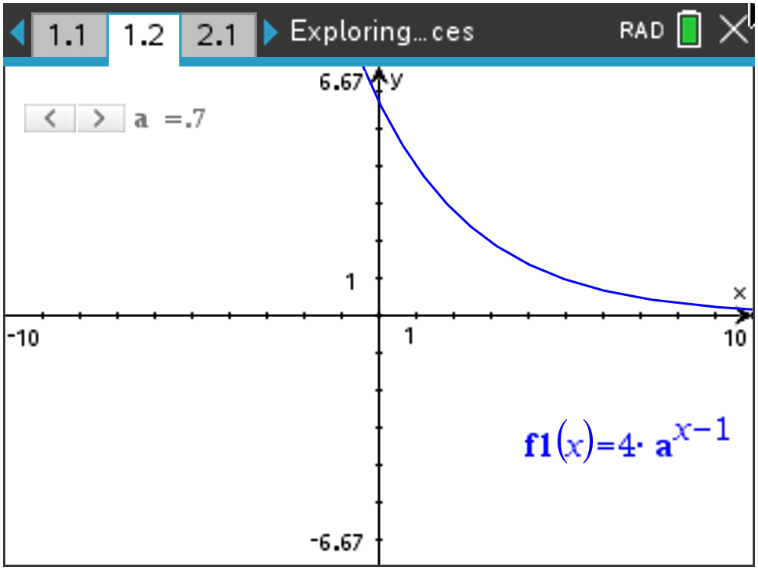 1.1 1.2 2.1 Exploring…ces RAD
6.67 y
< > a =.7
1
x
-10 1 10
f1(x)=4· a^{x-1}
-6.67